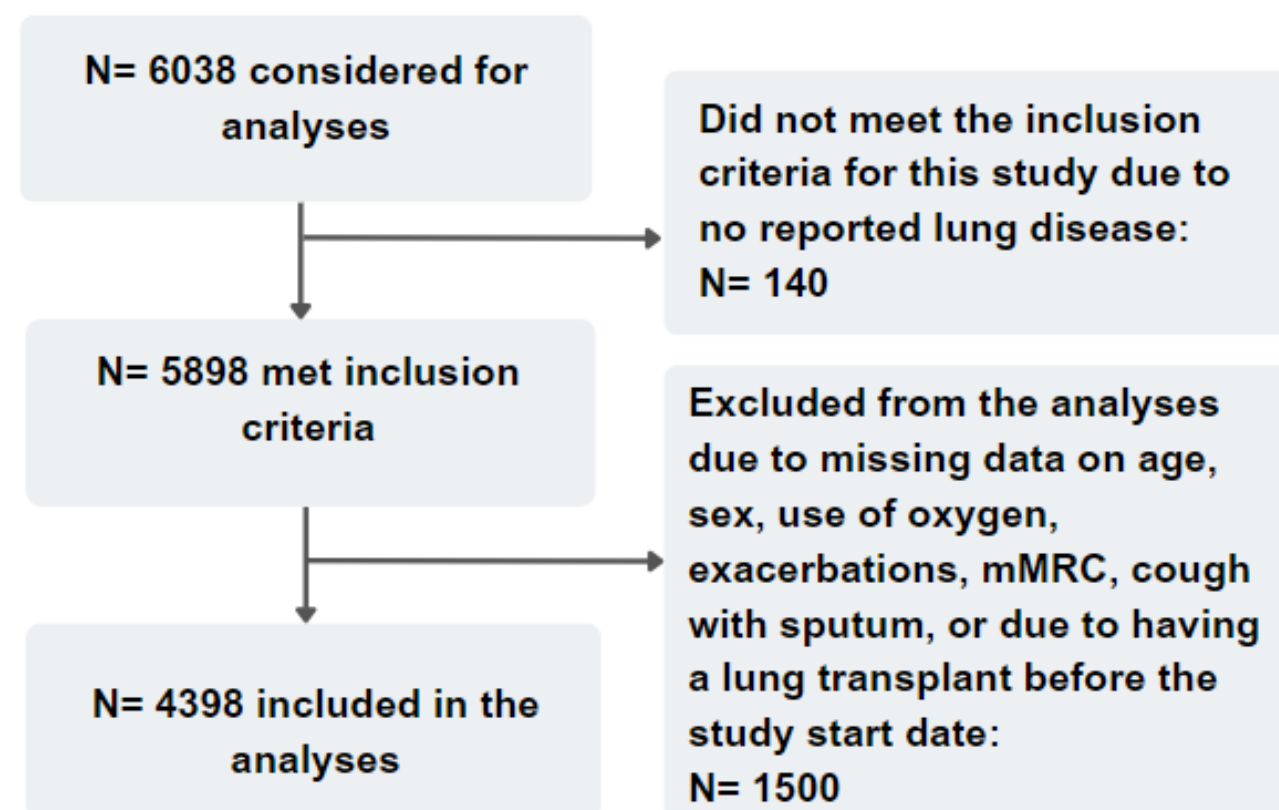 N= 6038 considered for
analyses
Did not meet the inclusion
criteria for this study due to
no reported lung disease:
N= 140
N= 5898 met inclusion
criteria
Excluded from the analyses
due to missing data on age,
sex, use of oxygen,
exacerbations, mMRC, cough
with sputum, or due to having
a lung transplant before the
study start date:
N= 1500
N= 4398 included in the
analyses